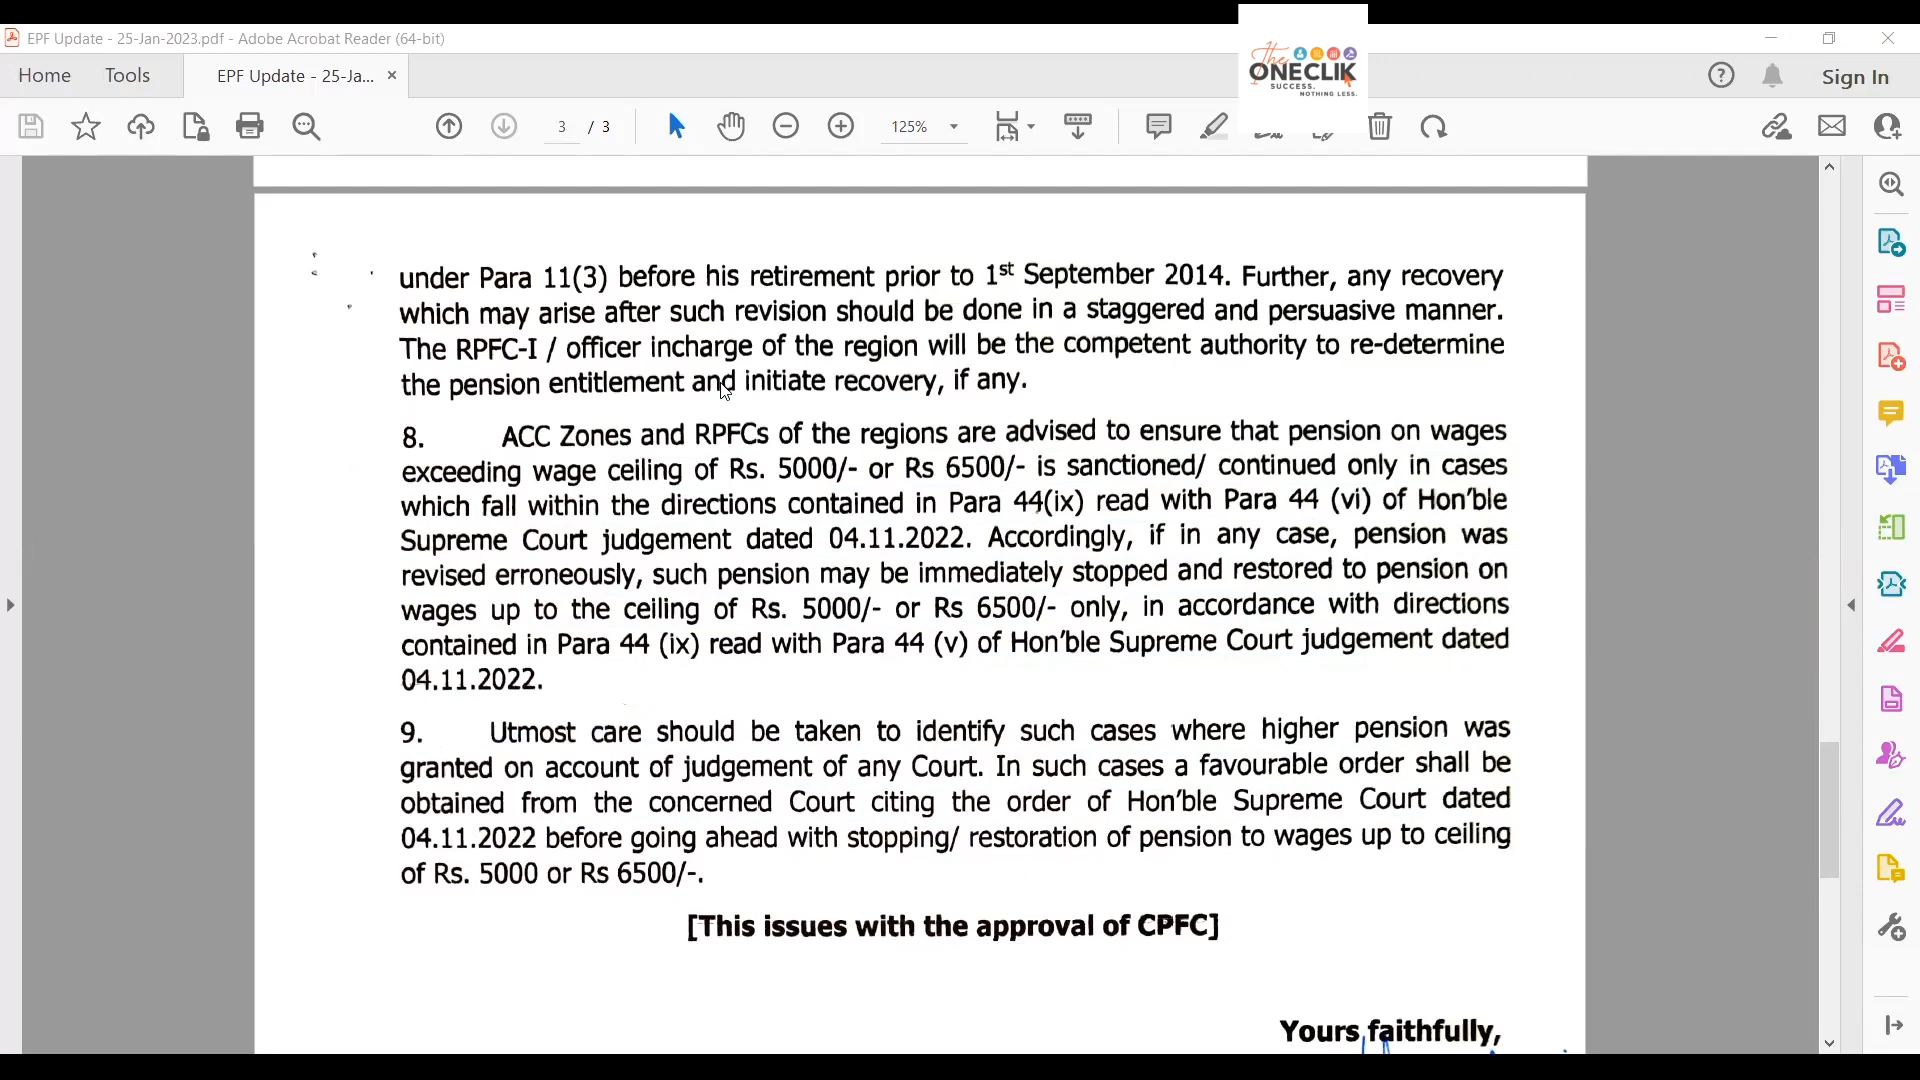 EPF Update - 25-Jan-2023.pdf - Adobe Acrobat Reader (64-bit)
Home
Tools
EPF Update - 25-Ja...
Sign In
The
ONECLIK
SUCCESS.
NOTHING LESS.
3 / 3
125%
under Para 11(3) before his retirement prior to 1st September 2014. Further, any recovery
which may arise after such revision should be done in a staggered and persuasive manner.
The RPFC-I / officer incharge of the region will be the competent authority to re-determine
the pension entitlement and initiate recovery, if any.
8. ACC Zones and RPFCs of the regions are advised to ensure that pension on wages
exceeding wage ceiling of Rs. 5000/- or Rs 6500/- is sanctioned/ continued only in cases
which fall within the directions contained in Para 44(ix) read with Para 44 (vi) of Hon'ble
Supreme Court judgement dated 04.11.2022. Accordingly, if in any case, pension was
revised erroneously, such pension may be immediately stopped and restored to pension on
wages up to the ceiling of Rs. 5000/- or Rs 6500/- only, in accordance with directions
contained in Para 44 (ix) read with Para 44 (v) of Hon'ble Supreme Court judgement dated
04.11.2022.
9. Utmost care should be taken to identify such cases where higher pension was
granted on account of judgement of any Court. In such cases a favourable order shall be
obtained from the concerned Court citing the order of Hon'ble Supreme Court dated
04.11.2022 before going ahead with stopping/ restoration of pension to wages up to ceiling
of Rs. 5000 or Rs 6500/-.
[This issues with the approval of CPFC]
Yours faithfully,